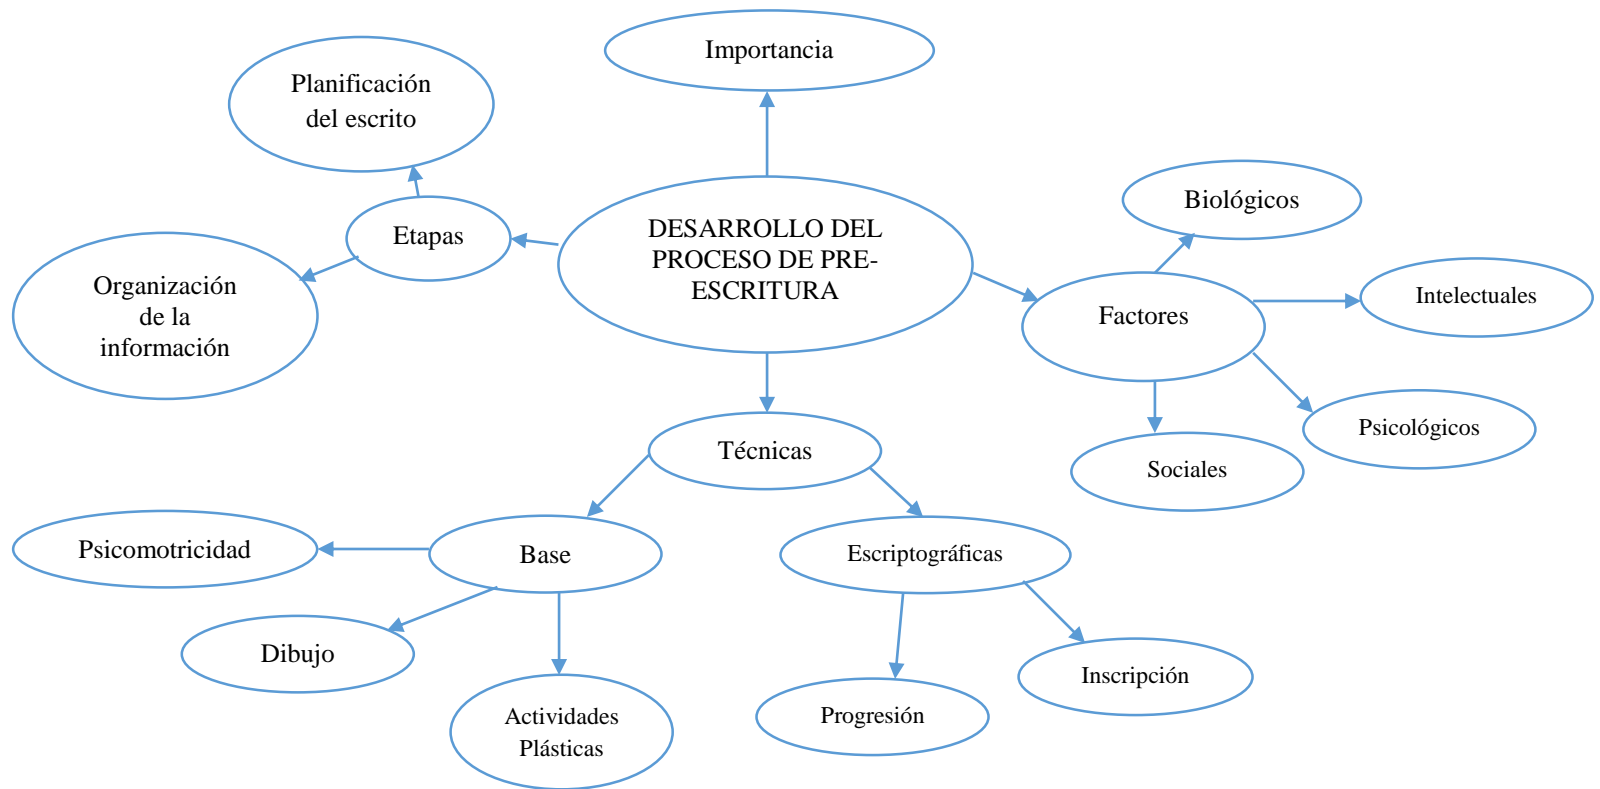 Importancia
Planificación
del escrito
Biológicos
Etapas
DESARROLLO DEL
PROCESO DE PRE-
ESCRITURA
Organización
de la
información
Intelectuales
Factores
Psicológicos
Técnicas
Sociales
Psicomotricidad
Base
Escriptográficas
Dibujo
Inscripción
Actividades
Plásticas
Progresión